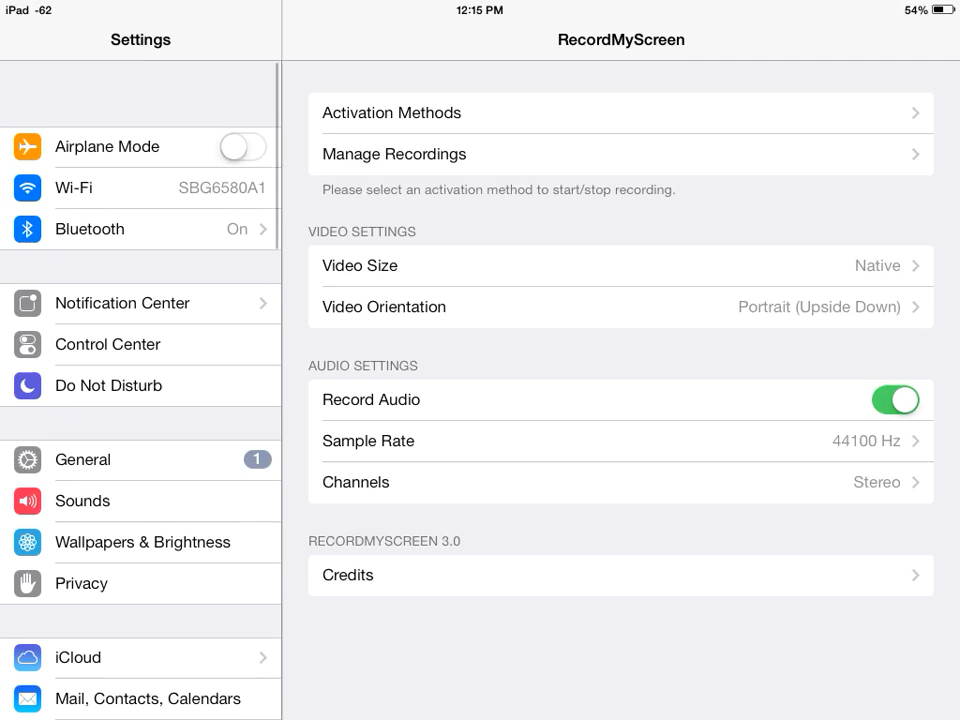 iPad -62
12:15 PM
54%
Settings
RecordMyScreen
Airplane Mode
Wi-Fi SBG6580A1
Bluetooth On
Notification Center
Control Center
Do Not Disturb
General 1
Sounds
Wallpapers & Brightness
Privacy
iCloud
Mail, Contacts, Calendars
Activation Methods
Manage Recordings
Please select an activation method to start/stop recording.
VIDEO SETTINGS
Video Size Native
Video Orientation Portrait (Upside Down)
AUDIO SETTINGS
Record Audio
Sample Rate 44100 Hz
Channels Stereo
RECORDMYSCREEN 3.0
Credits